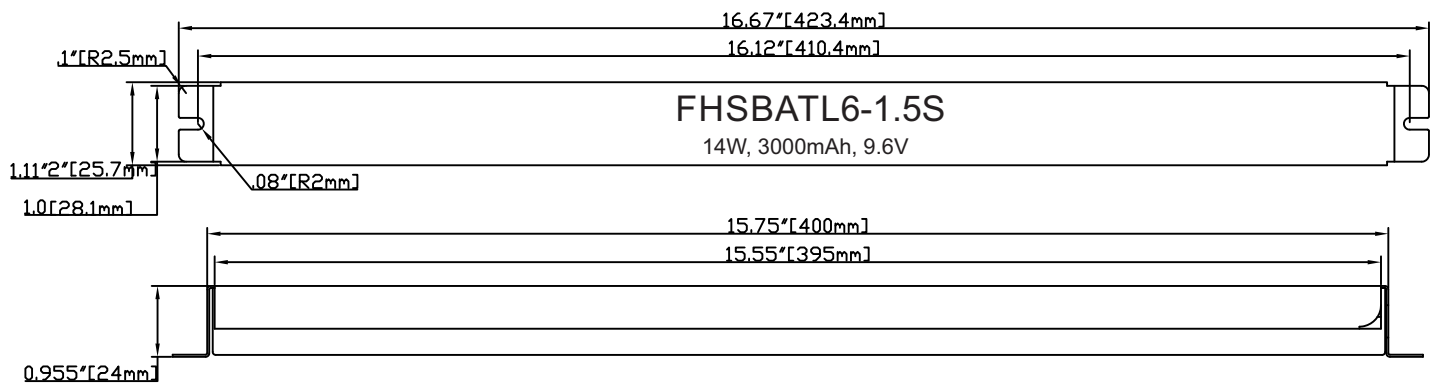 16.67"[423.4mm]
16.12"[410.4mm]
.1"[R2.5mm]
FHSBATL6-1.5S
14W, 3000mAh, 9.6V
1.11"2"[25.7mm]
.08"[R2mm]
1.0[28.1mm]
15.75"[400mm]
15.55"[395mm]
0.955"[24mm]